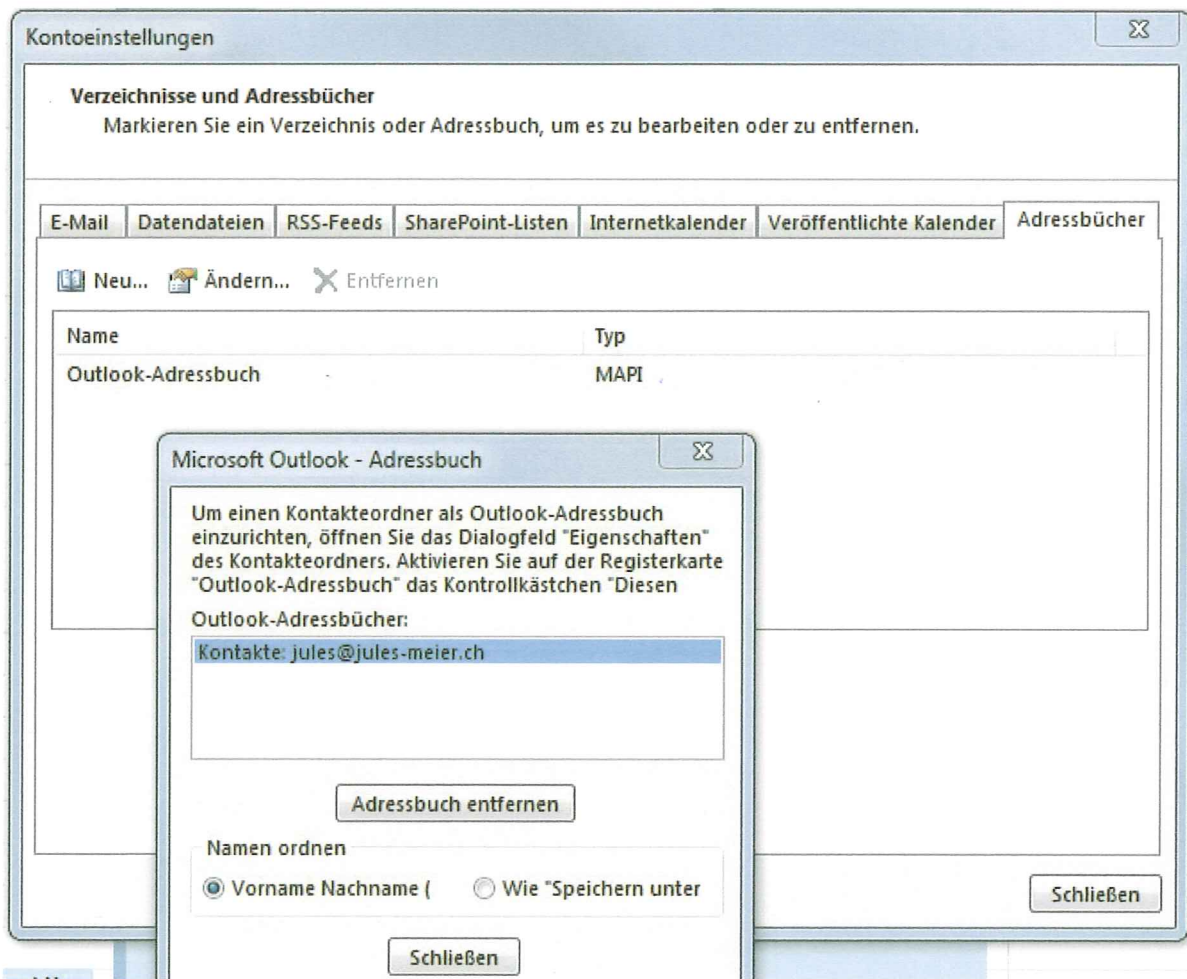 Kontoeinstellungen
Verzeichnisse und Adressbücher
Markieren Sie ein Verzeichnis oder Adressbuch, um es zu bearbeiten oder zu entfernen.
E-Mail Datendateien RSS-Feeds SharePoint-Listen Internetkalender Veröffentlichte Kalender Adressbücher
Neu... Ändern... Entfernen
Name Typ
Outlook-Adressbuch MAPI
Microsoft Outlook - Adressbuch
Um einen Kontakteordner als Outlook-Adressbuch
einzurichten, öffnen Sie das Dialogfeld "Eigenschaften"
des Kontakteordners. Aktivieren Sie auf der Registerkarte
"Outlook-Adressbuch" das Kontrollkästchen "Diesen
Outlook-Adressbücher:
Kontakte: jules@jules-meier.ch
Adressbuch entfernen
Namen ordnen
Vorname Nachname ( Wie "Speichern unter
Schließen
Schließen